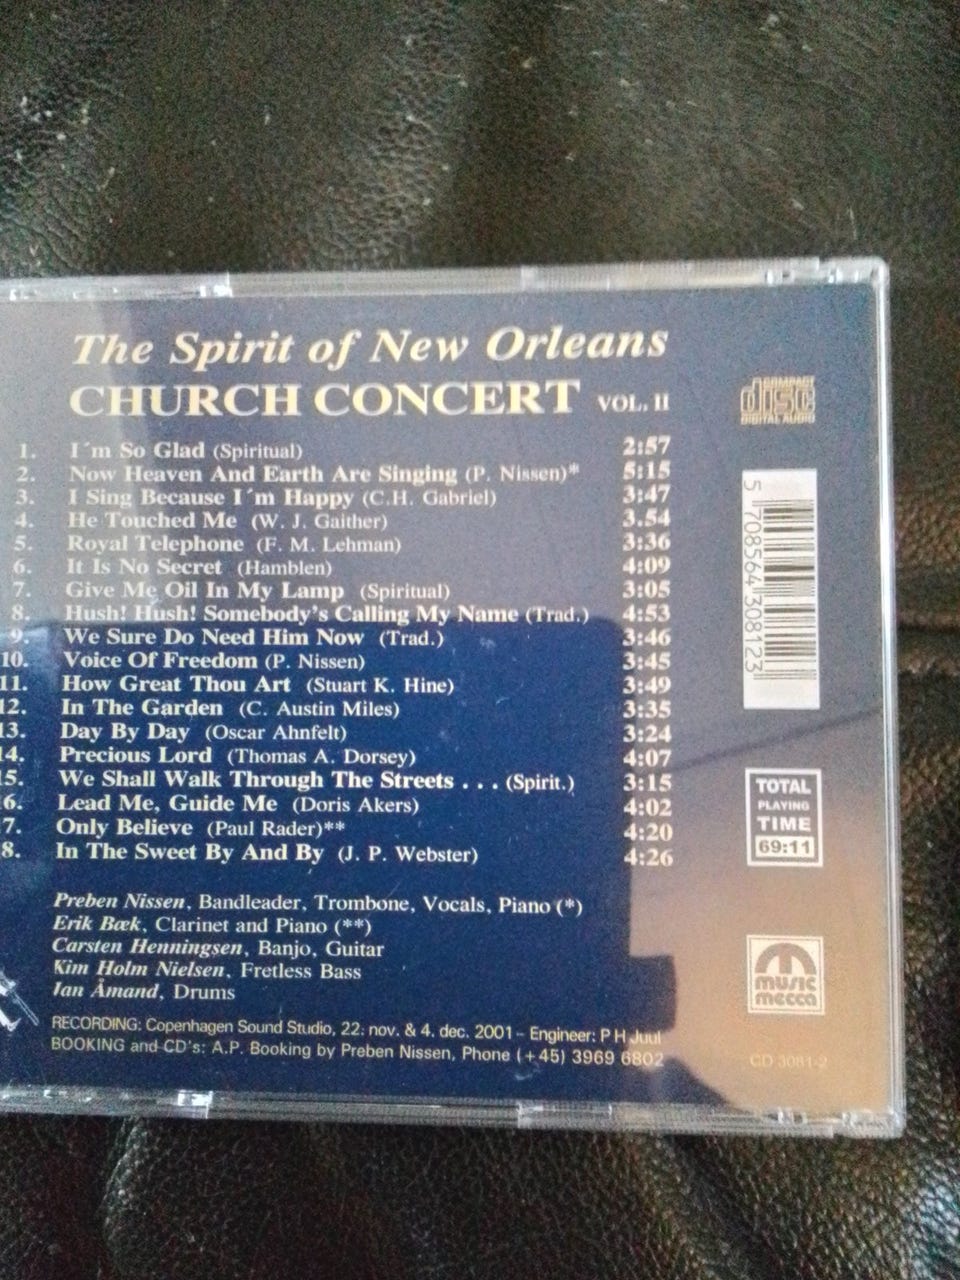 The Spirit of New Orleans
CHURCH CONCERT VOL. II
1. I´m So Glad (Spiritual) 2:57
2. Now Heaven And Earth Are Singing (P. Nissen)* 5:15
3. I Sing Because I´m Happy (C.H. Gabriel) 3:47
4. He Touched Me (W. J. Gaither) 3.54
5. Royal Telephone (F. M. Lehman) 3:36
6. It Is No Secret (Hamblen) 4:09
7. Give Me Oil In My Lamp (Spiritual) 3:05
8. Hush! Hush! Somebody's Calling My Name (Trad.) 4:53
9. We Sure Do Need Him Now (Trad.) 3:46
10. Voice Of Freedom (P. Nissen) 3:45
11. How Great Thou Art (Stuart K. Hine) 3:49
12. In The Garden (C. Austin Miles) 3:35
13. Day By Day (Oscar Ahnfelt) 3:24
14. Precious Lord (Thomas A. Dorsey) 4:07
15. We Shall Walk Through The Streets . . . (Spirit.) 3:15
6. Lead Me, Guide Me (Doris Akers) 4:02
7. Only Believe (Paul Rader)** 4:20
8. In The Sweet By And By (J. P. Webster) 4:26
Preben Nissen, Bandleader, Trombone, Vocals, Piano (*)
Erik Bæk, Clarinet and Piano (**)
Carsten Henningsen, Banjo, Guitar
Kim Holm Nielsen, Fretless Bass
Jan Åmand, Drums
RECORDING: Copenhagen Sound Studio, 22. nov. & 4. dec. 2001 - Engineer: P H Juul
BOOKING and CD's: A.P. Booking by Preben Nissen, Phone (+45) 3969 6802
COMPACT
disc
DIGITAL AUDIO
5 708564 308123
TOTAL
PLAYING
TIME
69:11
music
mecca
CD 3081-2